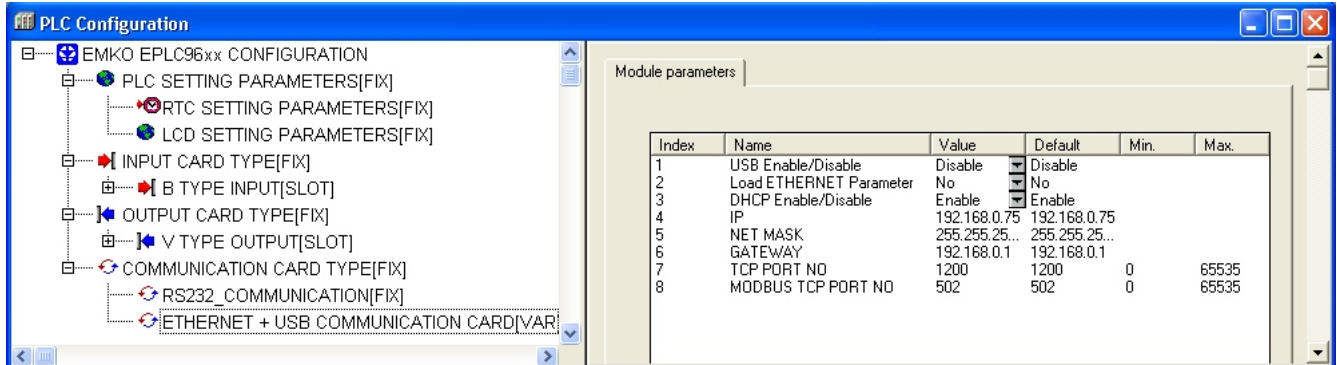 PLC Configuration
EMKO EPLC96xx CONFIGURATION
PLC SETTING PARAMETERS[FIX]
RTC SETTING PARAMETERS[FIX]
LCD SETTING PARAMETERS[FIX]
INPUT CARD TYPE[FIX]
B TYPE INPUT[SLOT]
OUTPUT CARD TYPE[FIX]
V TYPE OUTPUT[SLOT]
COMMUNICATION CARD TYPE[FIX]
RS232_COMMUNICATION[FIX]
ETHERNET + USB COMMUNICATION CARD[VAR
Module parameters
Index Name Value Default Min. Max.
1 USB Enable/Disable Disable Disable
2 Load ETHERNET Parameter No No
3 DHCP Enable/Disable Enable Enable
4 IP 192.168.0.75 192.168.0.75
5 NET MASK 255.255.25... 255.255.25...
6 GATEWAY 192.168.0.1 192.168.0.1
7 TCP PORT NO 1200 1200 0 65535
8 MODBUS TCP PORT NO 502 502 0 65535